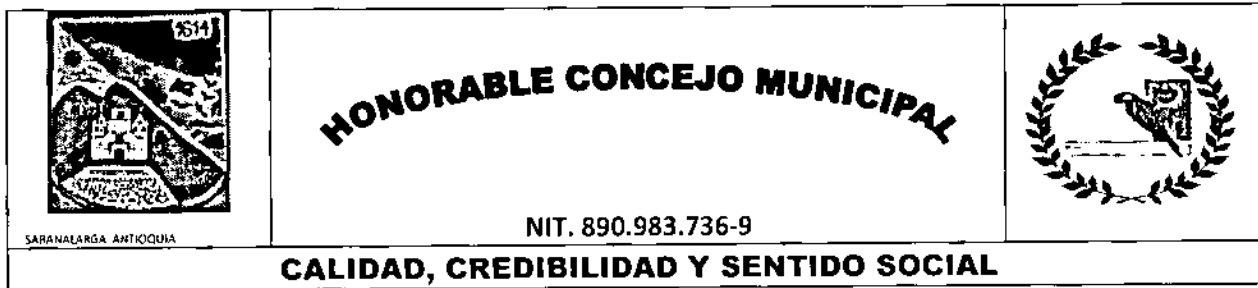 1614
SABANALARGA ANTIOQUIA
HONORABLE CONCEJO MUNICIPAL
NIT. 890.983.736-9
CALIDAD, CREDIBILIDAD Y SENTIDO SOCIAL